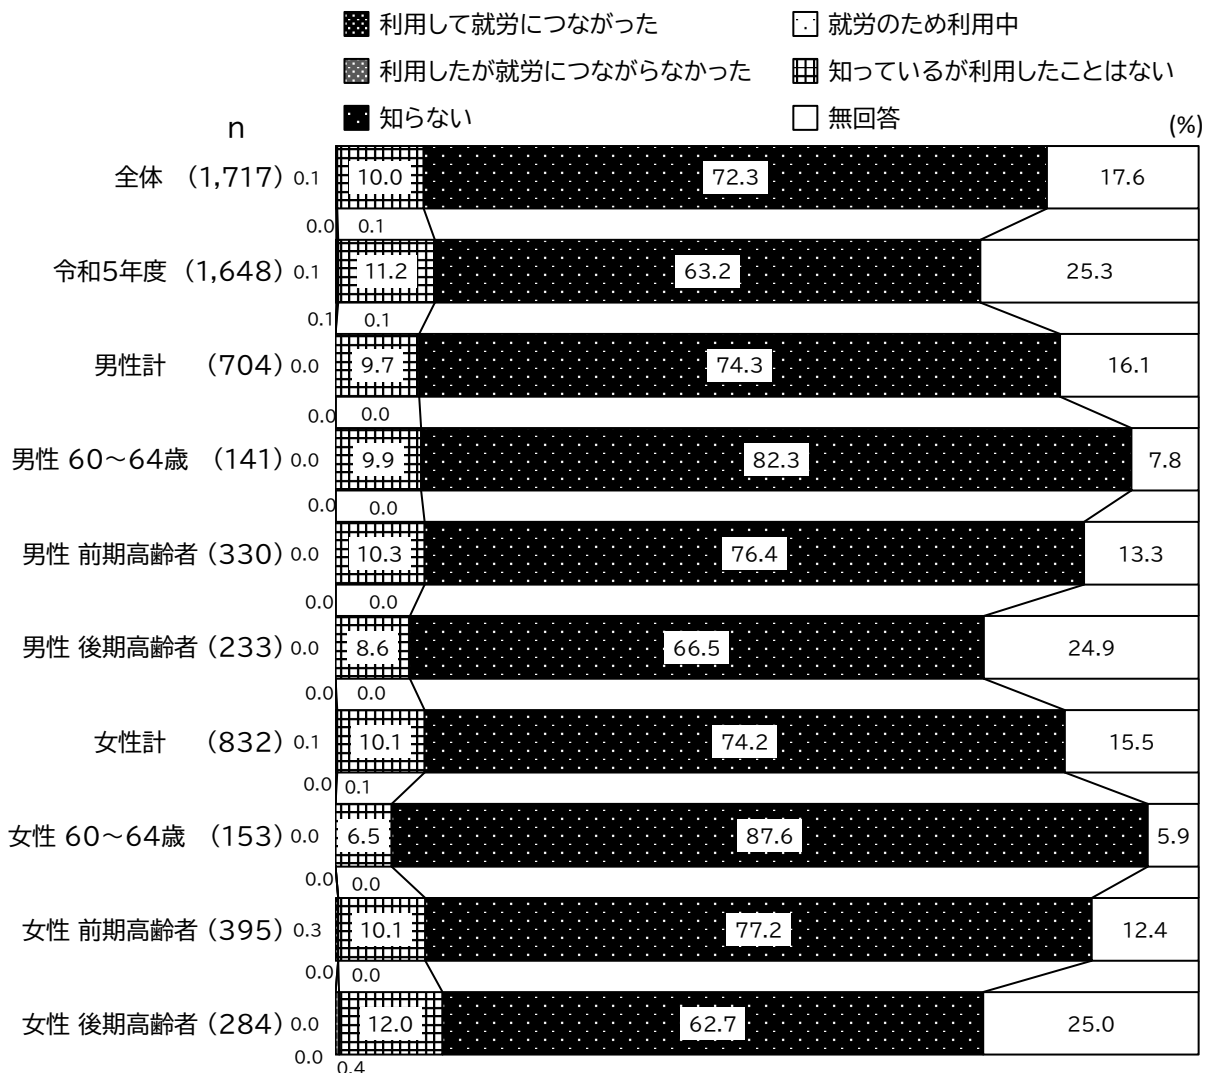 利用して就労につながった 就労のため利用中
利用したが就労につながらなかった 知っているが利用したことはない
知らない 無回答
n (%)
全体 (1,717) 0.1 10.0 72.3 17.6
0.0 0.1
令和5年度 (1,648) 0.1 11.2 63.2 25.3
0.1 0.1
男性計 (704) 0.0 9.7 74.3 16.1
0.0 0.0
男性 60～64歳 (141) 0.0 9.9 82.3 7.8
0.0 0.0
男性 前期高齢者 (330) 0.0 10.3 76.4 13.3
0.0 0.0
男性 後期高齢者 (233) 0.0 8.6 66.5 24.9
0.0 0.0
女性計 (832) 0.1 10.1 74.2 15.5
0.0 0.1
女性 60～64歳 (153) 0.0 6.5 87.6 5.9
0.0 0.0
女性 前期高齢者 (395) 0.3 10.1 77.2 12.4
0.0 0.0
女性 後期高齢者 (284) 0.0 12.0 62.7 25.0
0.0 0.4